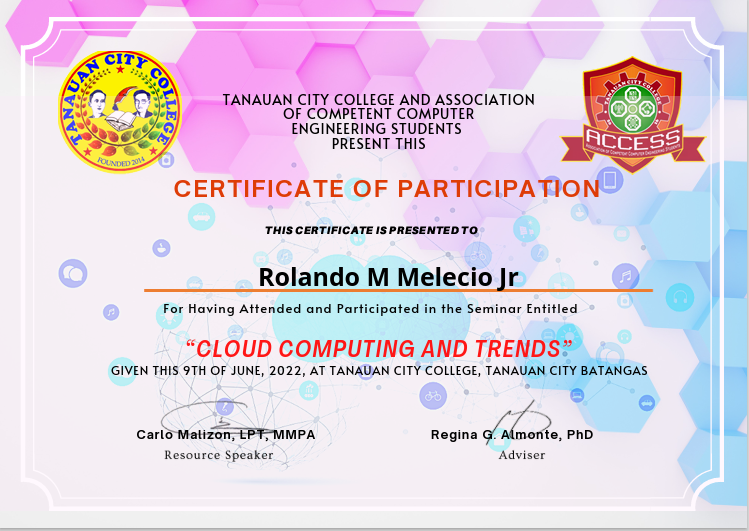 TANAUAN CITY COLLEGE
FOUNDED 2014
TANAUAN CITY COLLEGE AND ASSOCIATION
OF COMPETENT COMPUTER
ENGINEERING STUDENTS
PRESENT THIS
TANAUAN CITY COLLEGE
ACCESS
ASSOCIATION OF COMPETENT COMPUTER ENGINEERING STUDENTS
CERTIFICATE OF PARTICIPATION
THIS CERTIFICATE IS PRESENTED TO
Rolando M Melecio Jr
For Having Attended and Participated in the Seminar Entitled
“CLOUD COMPUTING AND TRENDS”
GIVEN THIS 9TH OF JUNE, 2022, AT TANAUAN CITY COLLEGE, TANAUAN CITY BATANGAS
Carlo Malizon, LPT, MMPA
Resource Speaker
Regina G. Almonte, PhD
Adviser